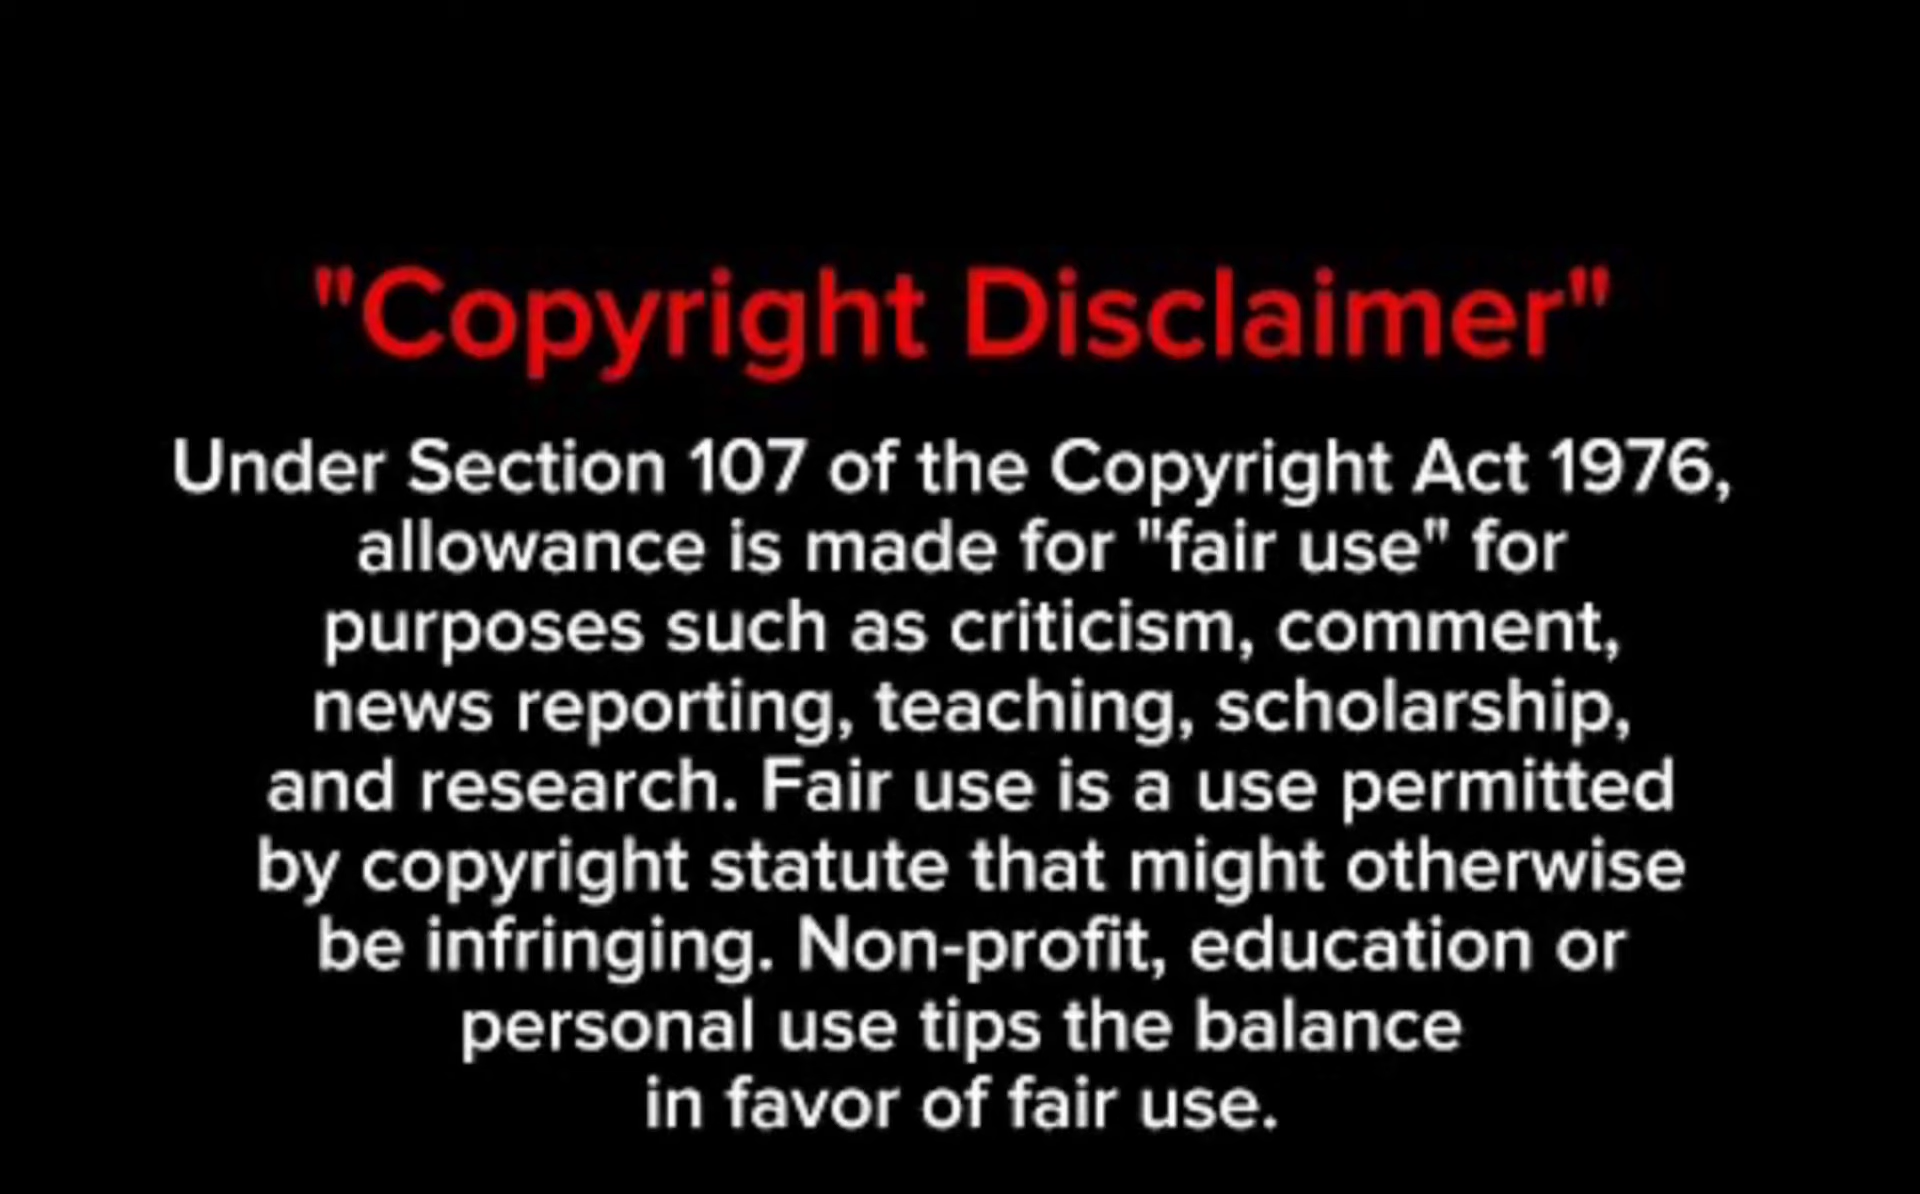 "Copyright Disclaimer"
Under Section 107 of the Copyright Act 1976,
allowance is made for "fair use" for
purposes such as criticism, comment,
news reporting, teaching, scholarship,
and research. Fair use is a use permitted
by copyright statute that might otherwise
be infringing. Non-profit, education or
personal use tips the balance
in favor of fair use.